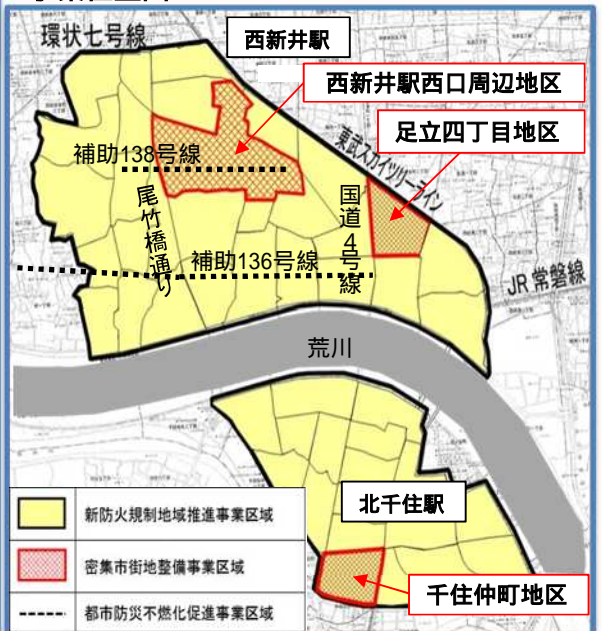 環状七号線
西新井駅
西新井駅西口周辺地区
足立四丁目地区
東武スカイツリーライン
補助138号線
尾竹橋通り
国道4号線
補助136号線
JR常磐線
荒川
北千住駅
新防火規制地域推進事業区域
密集市街地整備事業区域
都市防災不燃化促進事業区域
千住仲町地区